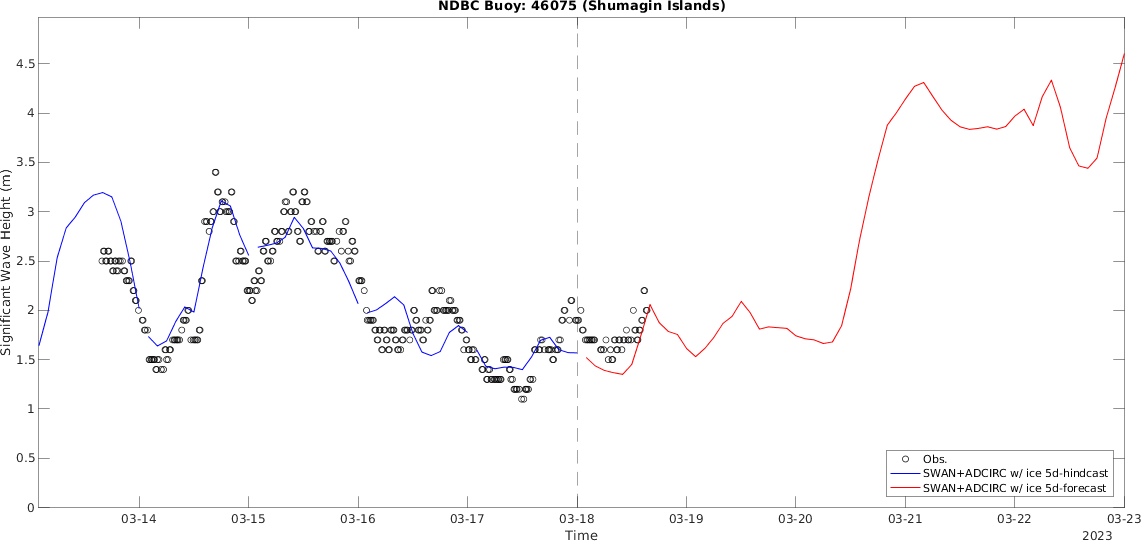 NDBC Buoy: 46075 (Shumagin Islands)
Significant Wave Height (m)
4.5
4
3.5
3
2.5
2
1.5
1
0.5
0
03-14 03-15 03-16 03-17 03-18 03-19 03-20 03-21 03-22 03-23
Time
2023
Obs.
SWAN+ADCIRC w/ ice 5d-hindcast
SWAN+ADCIRC w/ ice 5d-forecast